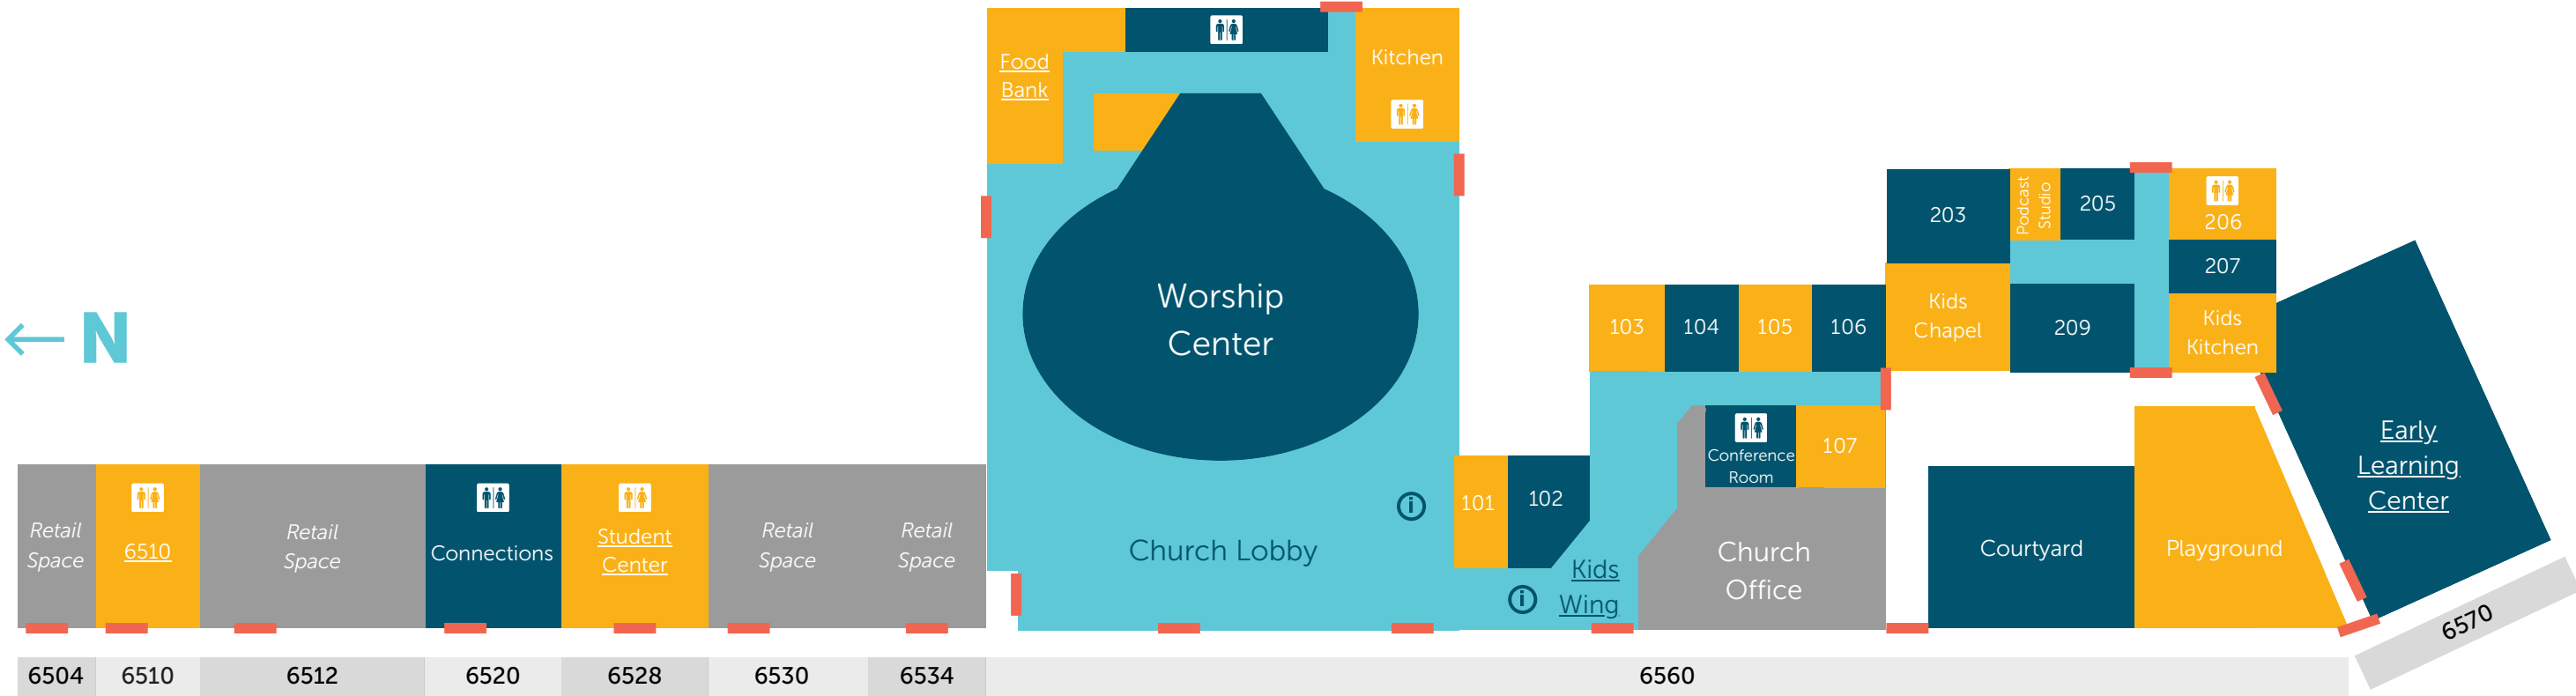 N
Food
Bank
Kitchen
Worship
Center
Church Lobby
Retail
Space
6510
Retail
Space
Connections
Student
Center
Retail
Space
Retail
Space
101
102
Kids
Wing
103
104
105
106
Conference
Room
107
Church
Office
203
Podcast
Studio
205
206
207
Kids
Chapel
209
Kids
Kitchen
Courtyard
Playground
Early
Learning
Center
6504
6510
6512
6520
6528
6530
6534
6560
6570